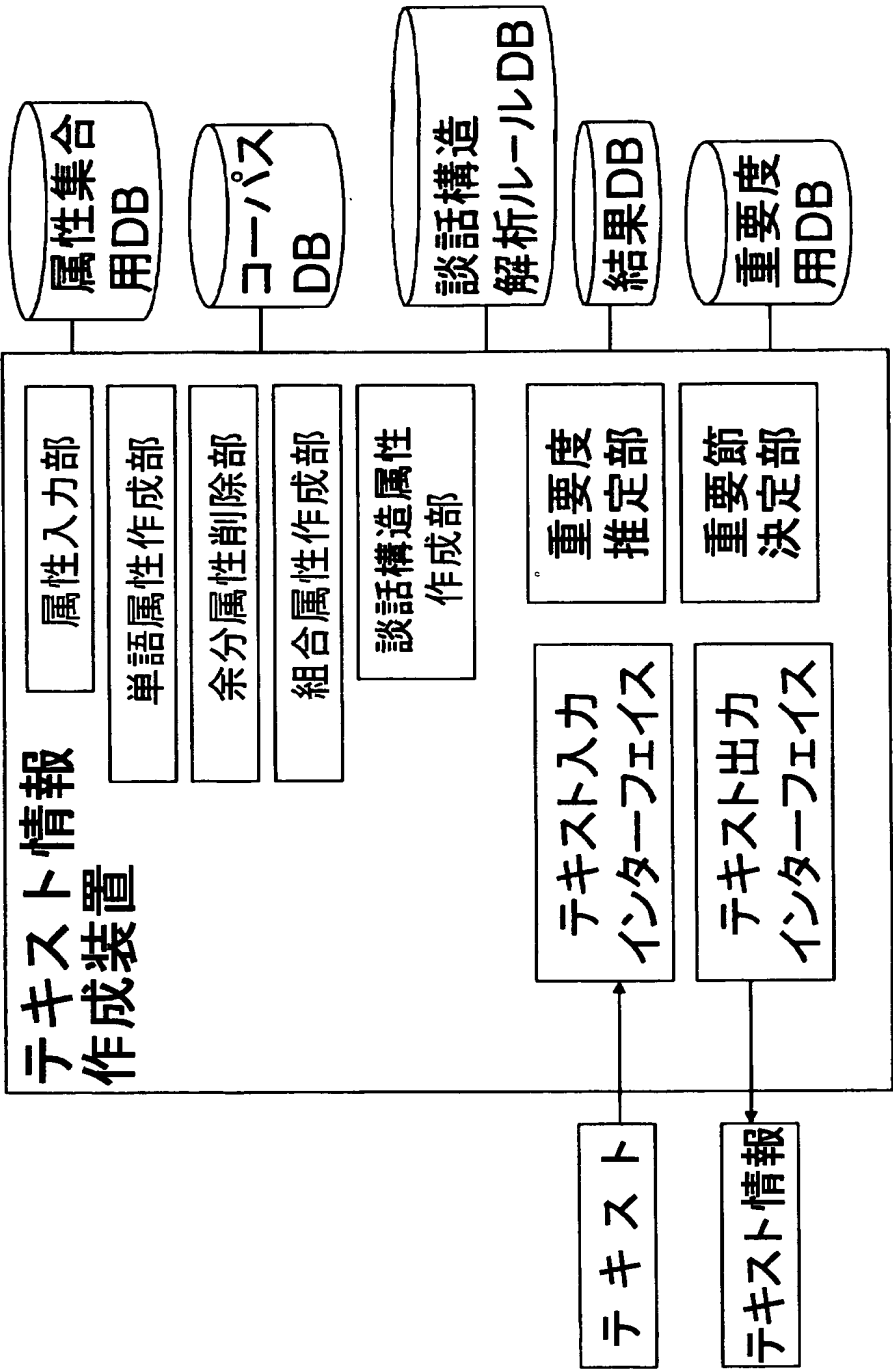 テキスト情報
作成装置
属性入力部
単語属性作成部
余分属性削除部
組合属性作成部
談話構造属性
作成部
テキスト
テキスト入力
インターフェイス
重要度
推定部
テキスト情報
テキスト出力
インターフェイス
重要節
決定部
属性集合
用DB
コーパス
DB
談話構造
解析ルールDB
結果DB
重要度
用DB